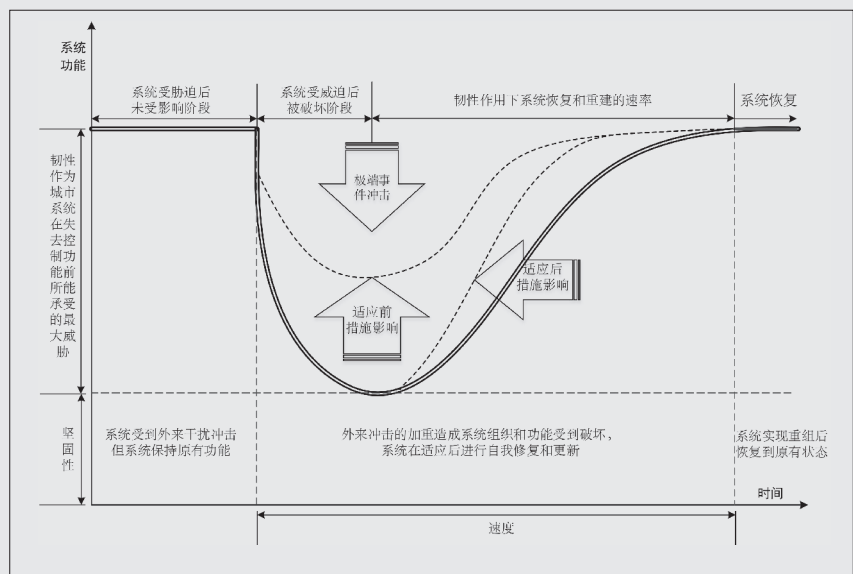 系统
功能
系统受胁迫后
未受影响阶段
系统受威迫后
被破坏阶段
韧性作用下系统恢复和重建的速率
系统恢复
韧性
作为
城市
系统
在失
去控
制功
能前
所能
承受
的最
大威
胁
极端事
件冲击
适应前
措施影响
适应后
措施影响
坚
固
性
系统受到外来干扰冲击
但系统保持原有功能
外来冲击的加重造成系统组织和功能受到破坏，
系统在适应后进行自我修复和更新
系统实现重组后
恢复到原有状态
时间
速度